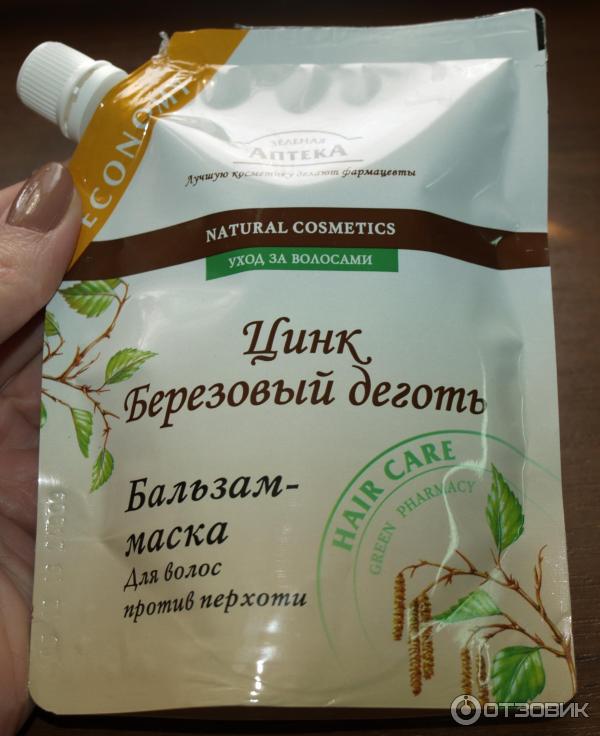 ECONOMY
ЗЕЛЕНАЯ
АПТЕКА
Лучшую косметику делают фармацевты
NATURAL COSMETICS
УХОД ЗА ВОЛОСАМИ
Цинк
Березовый деготь
HAIR CARE
GREEN PHARMACY
Бальзам-
маска
Для волос
против перхоти
ОТЗОВИК